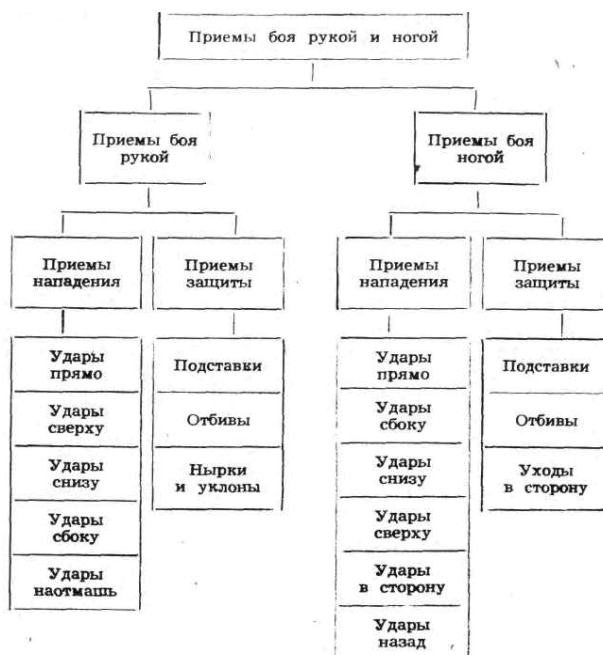 Приемы боя рукой и ногой
Приемы боя
рукой
Приемы боя
ногой
Приемы
нападения
Приемы
защиты
Приемы
нападения
Приемы
защиты
Удары
прямо
Удары
сверху
Удары
снизу
Удары
сбоку
Удары
наотмашь
Подставки
Отбивы
Нырки
и уклоны
Удары
прямо
Удары
сбоку
Удары
снизу
Удары
сверху
Удары
в сторону
Удары
назад
Подставки
Отбивы
Уходы
в сторону